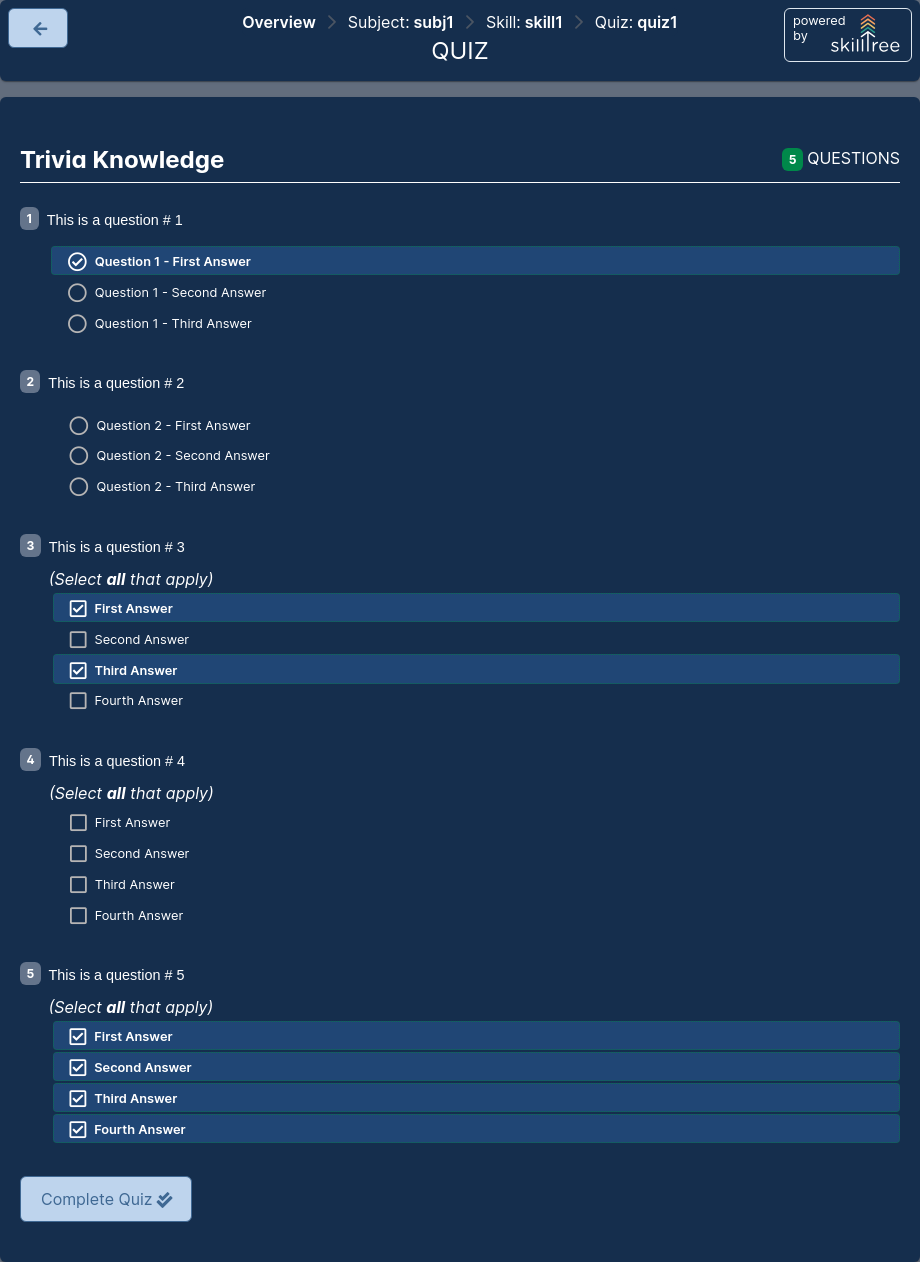 Overview Subject: subj1 Skill: skill1 Quiz: quiz1
QUIZ
powered
by
skilltree
Trivia Knowledge
5 QUESTIONS
1 This is a question # 1
Question 1 - First Answer
Question 1 - Second Answer
Question 1 - Third Answer
2 This is a question # 2
Question 2 - First Answer
Question 2 - Second Answer
Question 2 - Third Answer
3 This is a question # 3
(Select all that apply)
First Answer
Second Answer
Third Answer
Fourth Answer
4 This is a question # 4
(Select all that apply)
First Answer
Second Answer
Third Answer
Fourth Answer
5 This is a question # 5
(Select all that apply)
First Answer
Second Answer
Third Answer
Fourth Answer
Complete Quiz